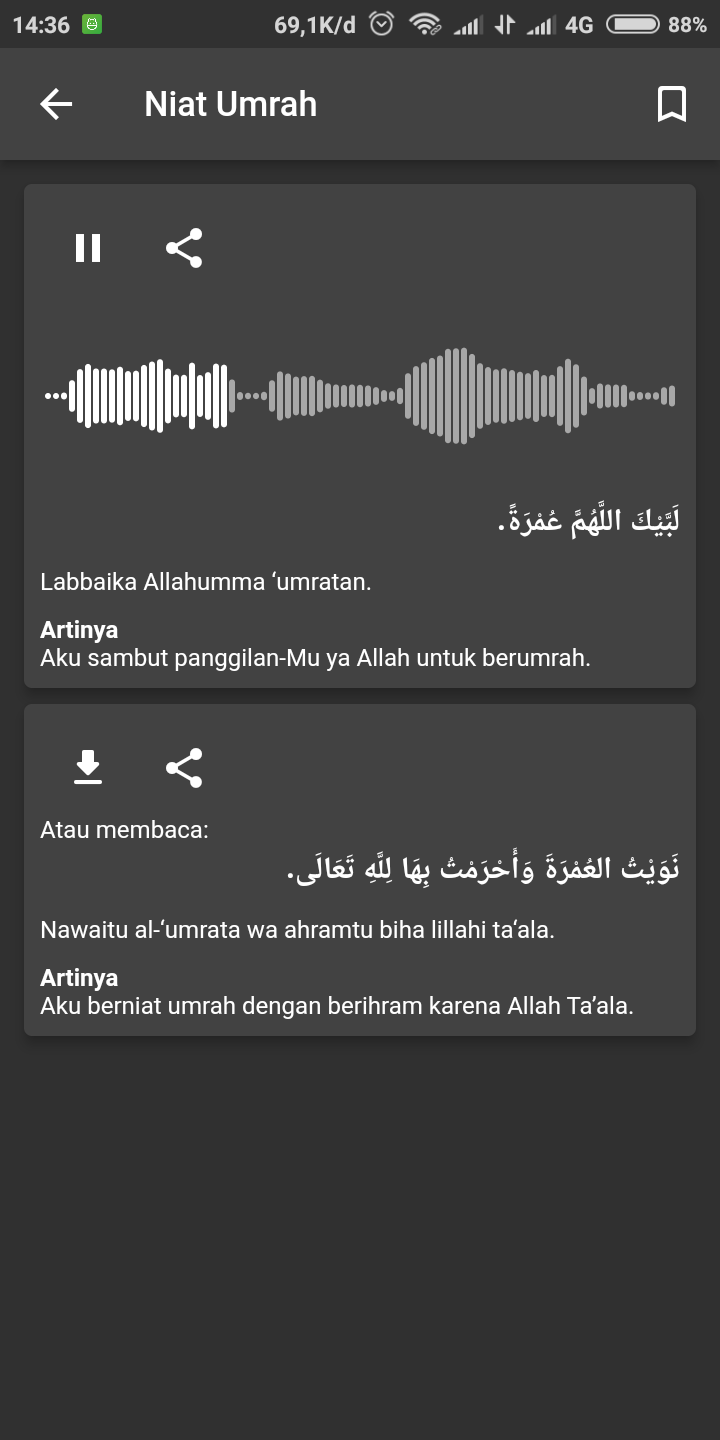 14:36 69,1K/d 4G 88%
Niat Umrah
لَبَّيْكَ اللَّهُمَّ عُمْرَةً.
Labbaika Allahumma ‘umratan.
Artinya
Aku sambut panggilan-Mu ya Allah untuk berumrah.
Atau membaca:
نَوَيْتُ العُمْرَةَ وَأَحْرَمْتُ بِهَا لِلَّهِ تَعَالَى.
Nawaitu al-‘umrata wa ahramtu biha lillahi ta‘ala.
Artinya
Aku berniat umrah dengan berihram karena Allah Ta’ala.